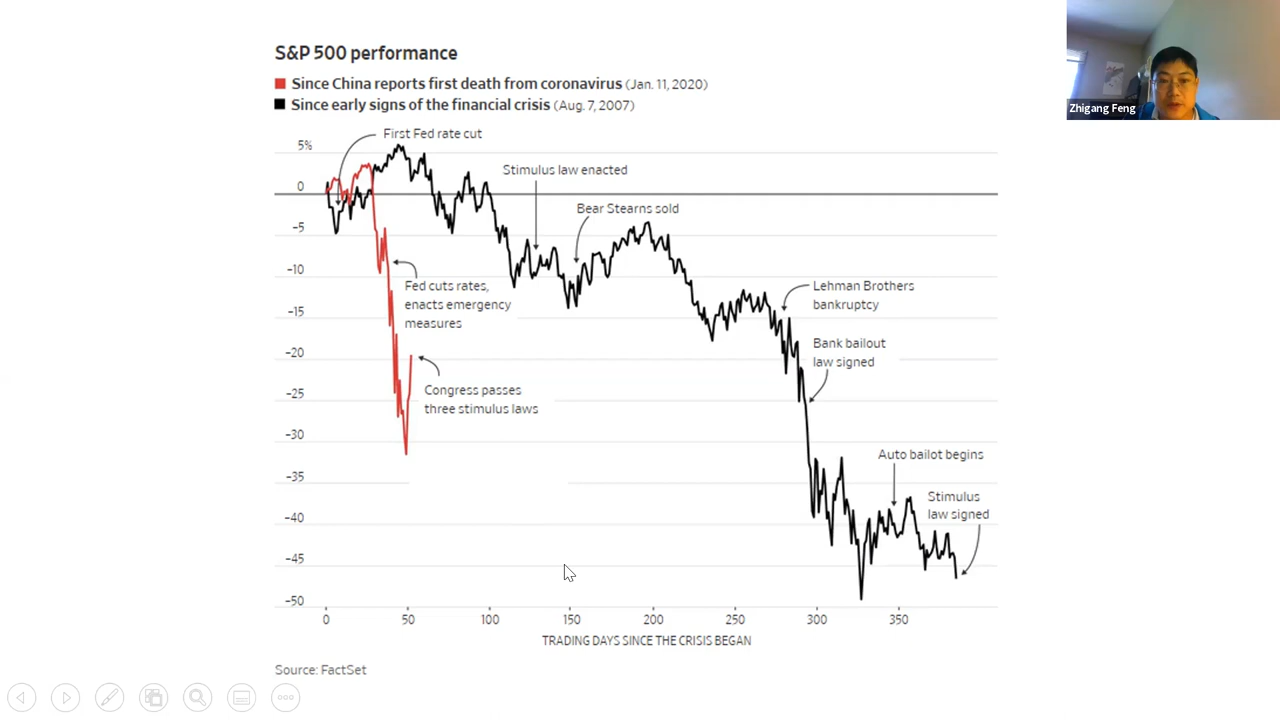 S&P 500 performance
Since China reports first death from coronavirus (Jan. 11, 2020)
Since early signs of the financial crisis (Aug. 7, 2007)
Zhigang Feng
First Fed rate cut
5%
Stimulus law enacted
0
Bear Stearns sold
−5
−10
Fed cuts rates,
enacts emergency
measures
Lehman Brothers
bankruptcy
−15
Bank bailout
law signed
−20
Congress passes
three stimulus laws
−25
−30
Auto bailot begins
−35
Stimulus
law signed
−40
−45
−50
0 50 100 150 200 250 300 350
TRADING DAYS SINCE THE CRISIS BEGAN
Source: FactSet